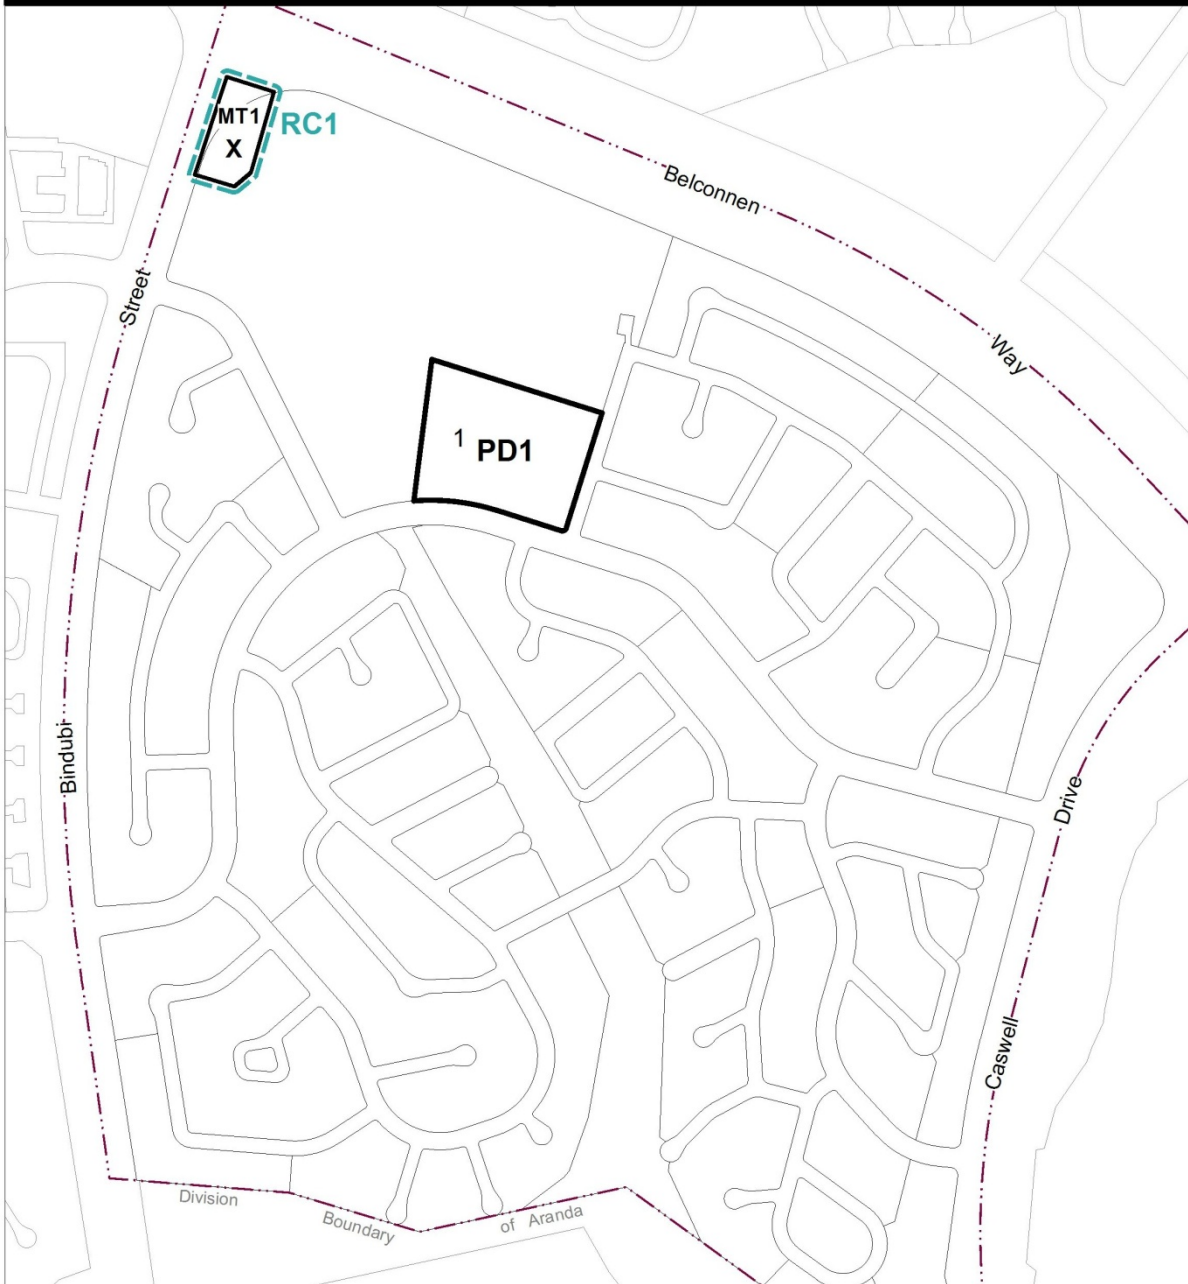 MT1
X
RC1
Belconnen
Way
Street
1 PD1
Bindubi
Drive
Caswell
Division
Boundary
of Aranda